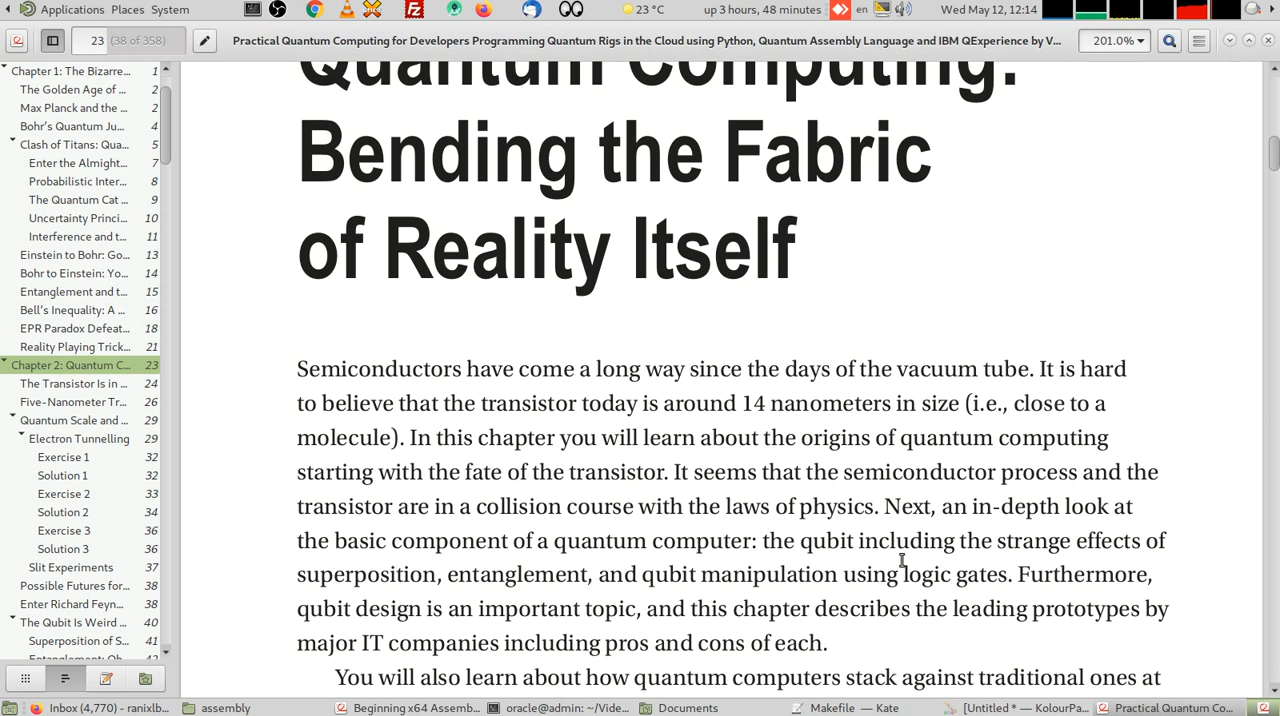 Applications Places System
23 °C
up 3 hours, 48 minutes
en
Wed May 12, 12:14
23 (38 of 358)
Practical Quantum Computing for Developers Programming Quantum Rigs in the Cloud using Python, Quantum Assembly Language and IBM QExperience by V...
201.0%
Chapter 1: The Bizarre... 1
The Golden Age of ... 2
Max Planck and the ... 2
Bohr's Quantum Ju... 4
Clash of Titans: Qua... 5
Enter the Almight... 7
Probabilistic Inter... 8
The Quantum Cat ... 9
Uncertainty Princi... 10
Interference and t... 11
Einstein to Bohr: Go... 13
Bohr to Einstein: Yo... 14
Entanglement and t... 15
Bell's Inequality: A ... 16
EPR Paradox Defeat... 18
Reality Playing Trick... 21
Chapter 2: Quantum C... 23
The Transistor Is in ... 24
Five-Nanometer Tr... 26
Quantum Scale and ... 29
Electron Tunnelling 29
Exercise 1 32
Solution 1 32
Exercise 2 33
Solution 2 34
Exercise 3 36
Solution 3 36
Slit Experiments 37
Possible Futures for... 38
Enter Richard Feyn... 38
The Qubit Is Weird ... 40
Superposition of S... 41
Entanglement: Ob... 42
Quantum Computing:
Bending the Fabric
of Reality Itself
Semiconductors have come a long way since the days of the vacuum tube. It is hard
to believe that the transistor today is around 14 nanometers in size (i.e., close to a
molecule). In this chapter you will learn about the origins of quantum computing
starting with the fate of the transistor. It seems that the semiconductor process and the
transistor are in a collision course with the laws of physics. Next, an in-depth look at
the basic component of a quantum computer: the qubit including the strange effects of
superposition, entanglement, and qubit manipulation using logic gates. Furthermore,
qubit design is an important topic, and this chapter describes the leading prototypes by
major IT companies including pros and cons of each.
You will also learn about how quantum computers stack against traditional ones at
Inbox (4,770) - ranixlb...
assembly
Beginning x64 Assemb...
oracle@admin: ~/Vide...
Documents
Makefile — Kate
[Untitled * — KolourPa...
Practical Quantum Co...